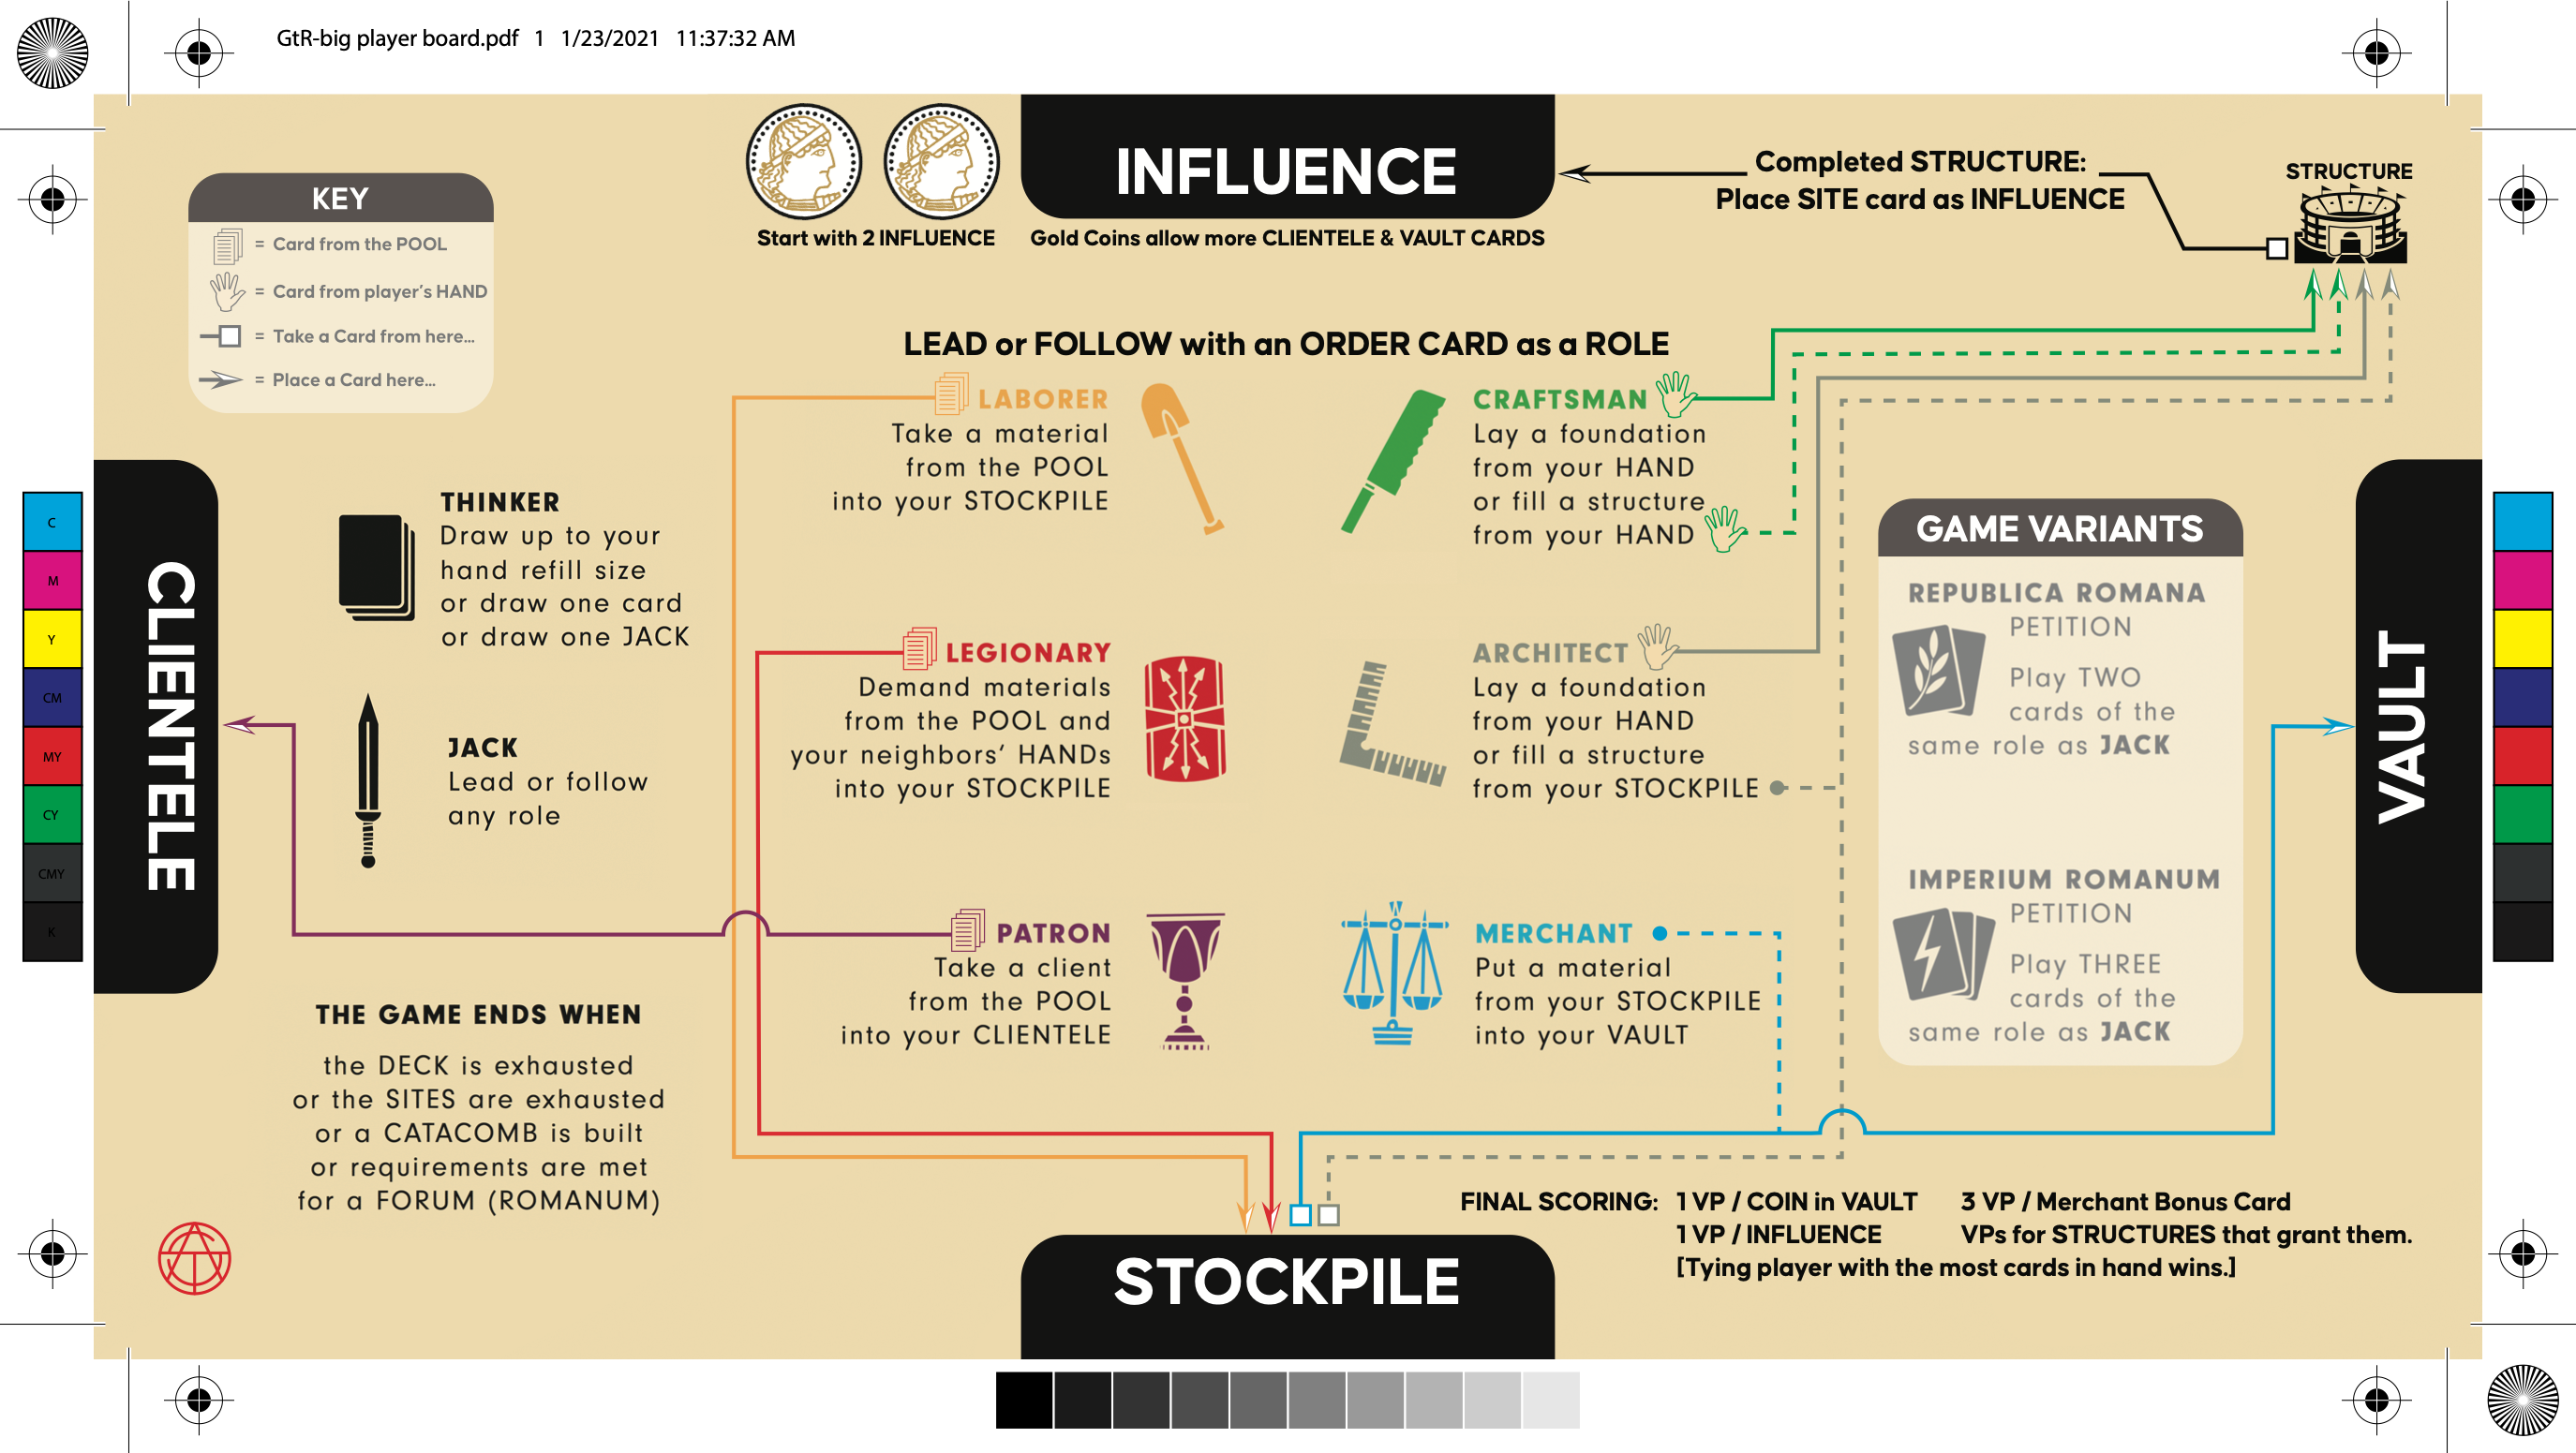 GtR-big player board.pdf 1 1/23/2021 11:37:32 AM
INFLUENCE
Start with 2 INFLUENCE
Gold Coins allow more CLIENTELE & VAULT CARDS
Completed STRUCTURE:
Place SITE card as INFLUENCE
STRUCTURE
KEY
= Card from the POOL
= Card from player's HAND
= Take a Card from here...
= Place a Card here...
LEAD or FOLLOW with an ORDER CARD as a ROLE
LABORER
Take a material
from the POOL
into your STOCKPILE
CRAFTSMAN
Lay a foundation
from your HAND
or fill a structure
from your HAND
THINKER
Draw up to your
hand refill size
or draw one card
or draw one JACK
JACK
Lead or follow
any role
CLIENTELE
LEGIONARY
Demand materials
from the POOL and
your neighbors‘ HANDs
into your STOCKPILE
ARCHITECT
Lay a foundation
from your HAND
or fill a structure
from your STOCKPILE
PATRON
Take a client
from the POOL
into your CLIENTELE
MERCHANT
Put a material
from your STOCKPILE
into your VAULT
GAME VARIANTS
REPUBLICA ROMANA
PETITION
Play TWO
cards of the
same role as JACK
IMPERIUM ROMANUM
PETITION
Play THREE
cards of the
same role as JACK
VAULT
THE GAME ENDS WHEN
the DECK is exhausted
or the SITES are exhausted
or a CATACOMB is built
or requirements are met
for a FORUM (ROMANUM)
FINAL SCORING: 1 VP / COIN in VAULT 3 VP / Merchant Bonus Card
1 VP / INFLUENCE VPs for STRUCTURES that grant them.
[Tying player with the most cards in hand wins.]
STOCKPILE
C
M
Y
CM
MY
CY
CMY
K